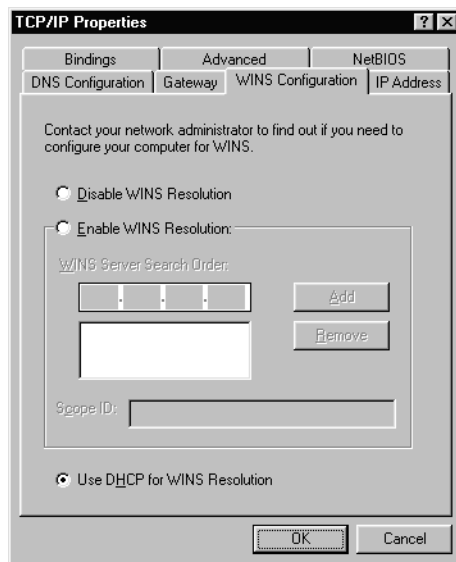 TCP/IP Properties
Bindings
Advanced
NetBIOS
DNS Configuration
Gateway
WINS Configuration
IP Address
Contact your network administrator to find out if you need to
configure your computer for WINS.
Disable WINS Resolution
Enable WINS Resolution:
WINS Server Search Order:
Add
Remove
Scope ID:
Use DHCP for WINS Resolution
OK
Cancel